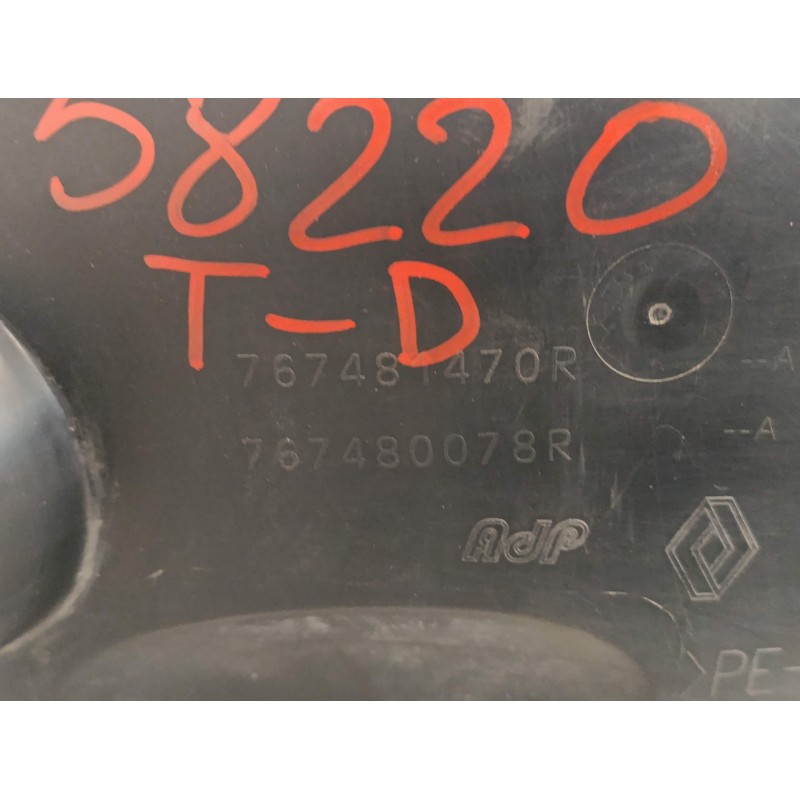 58220
T-D
767481470R --A
767480078R --A
AdP
>PE-